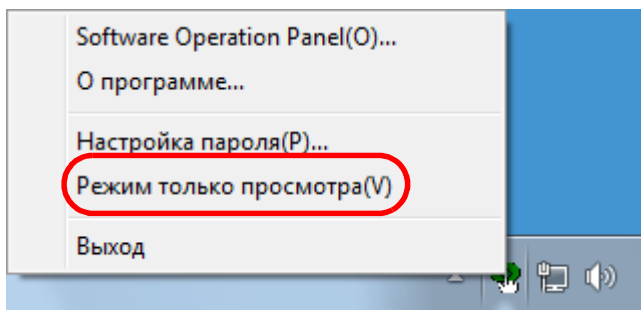 Software Operation Panel(O)...
О программе...
Настройка пароля(P)...
Режим только просмотра(V)
Выход